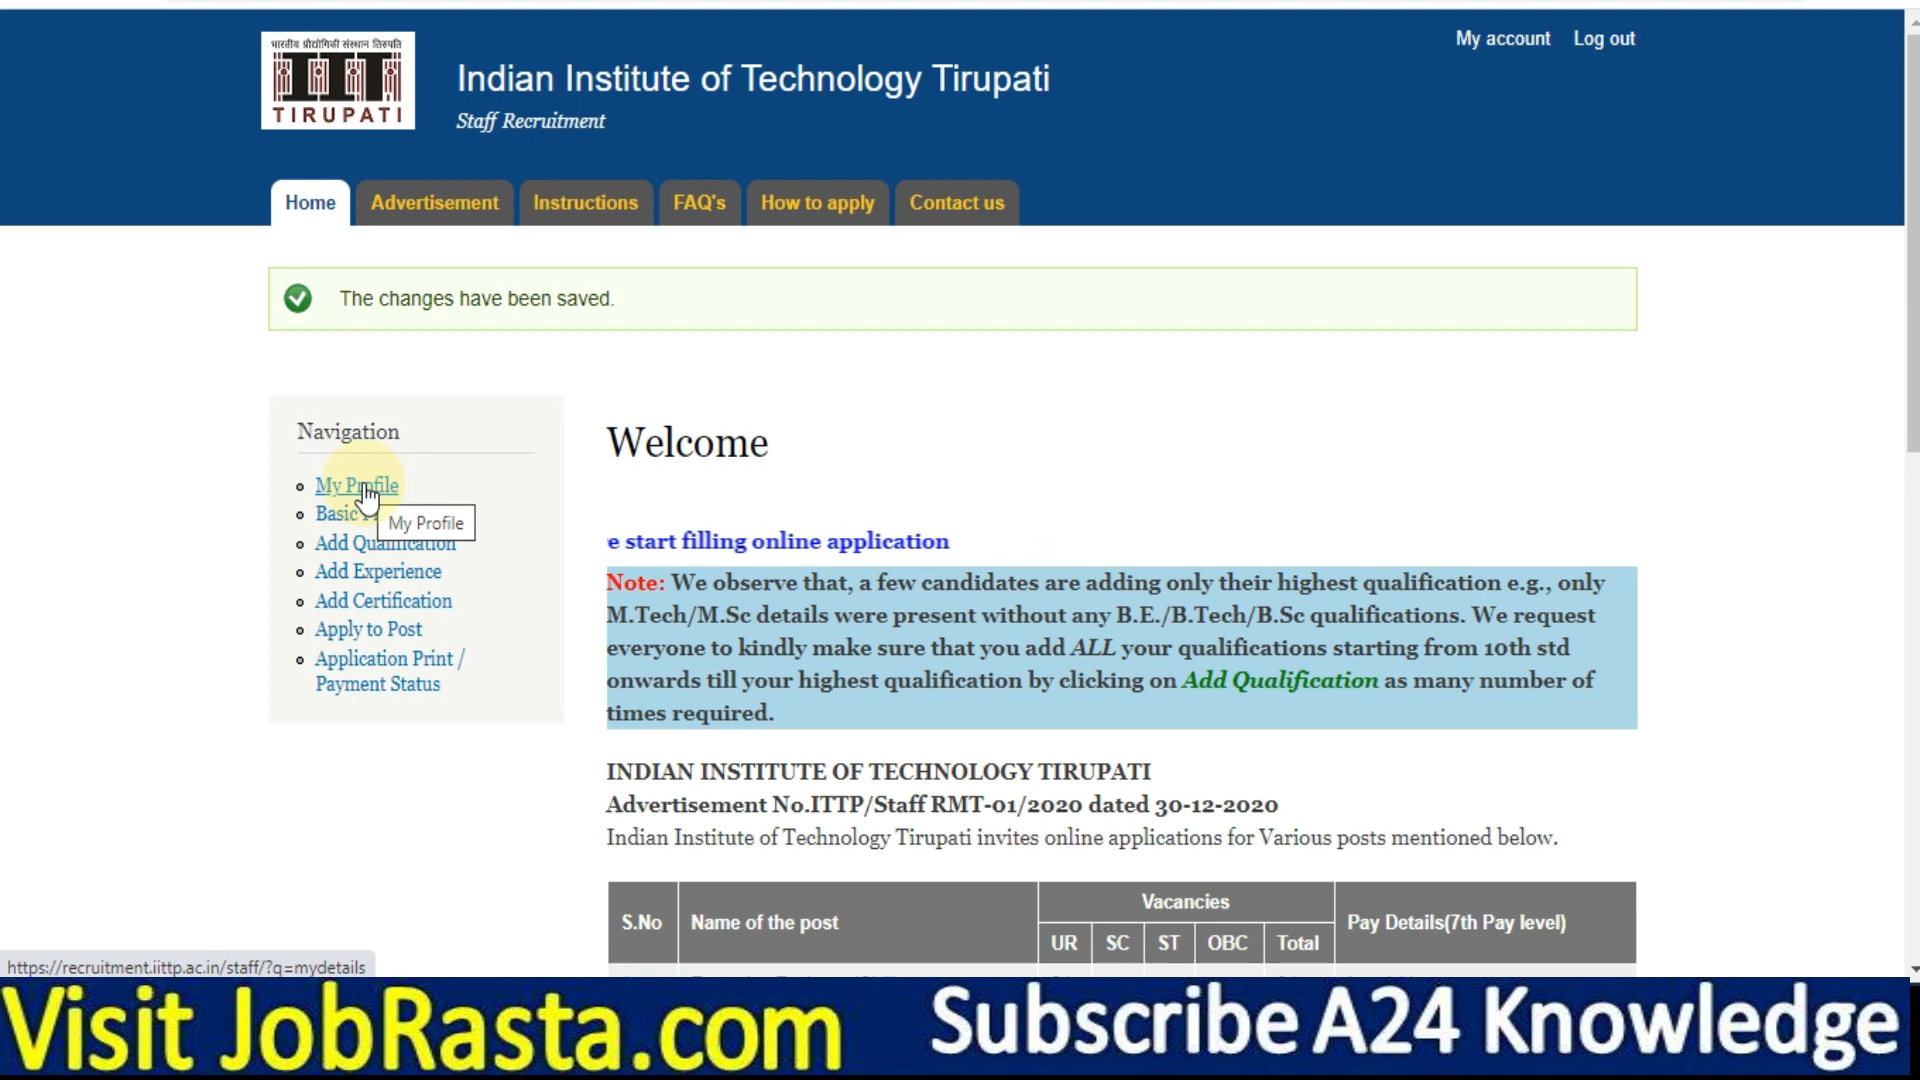 My account Log out
भारतीय प्रौद्योगिकी संस्थान तिरुपति
TIRUPATI
Indian Institute of Technology Tirupati
Staff Recruitment
Home Advertisement Instructions FAQ's How to apply Contact us
The changes have been saved.
Navigation
My Profile
Basic
My Profile
Add Qualification
Add Experience
Add Certification
Apply to Post
Application Print /
Payment Status
Welcome
e start filling online application
Note: We observe that, a few candidates are adding only their highest qualification e.g., only
M.Tech/M.Sc details were present without any B.E./B.Tech/B.Sc qualifications. We request
everyone to kindly make sure that you add ALL your qualifications starting from 10th std
onwards till your highest qualification by clicking on Add Qualification as many number of
times required.
INDIAN INSTITUTE OF TECHNOLOGY TIRUPATI
Advertisement No.ITTP/Staff RMT-01/2020 dated 30-12-2020
Indian Institute of Technology Tirupati invites online applications for Various posts mentioned below.
S.No Name of the post Vacancies Pay Details(7th Pay level)
UR SC ST OBC Total
https://recruitment.iittp.ac.in/staff/?q=mydetails
Visit JobRasta.com Subscribe A24 Knowledge